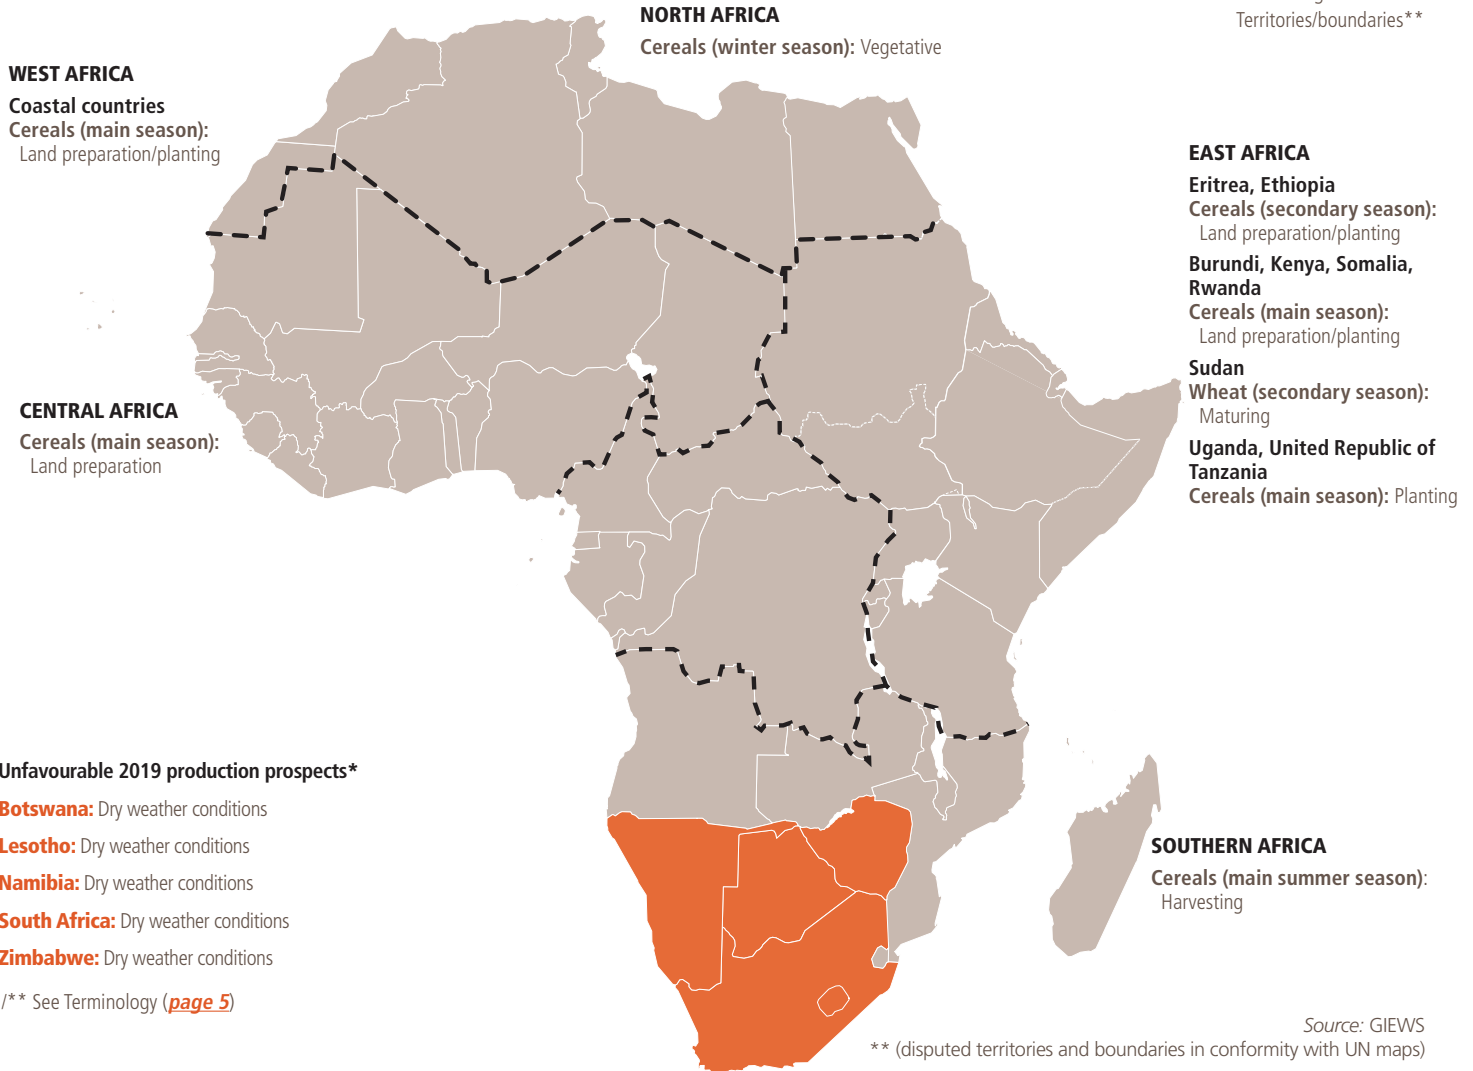 NORTH AFRICA
Cereals (winter season): Vegetative
Territories/boundaries**
WEST AFRICA
Coastal countries
Cereals (main season):
Land preparation/planting
CENTRAL AFRICA
Cereals (main season):
Land preparation
EAST AFRICA
Eritrea, Ethiopia
Cereals (secondary season):
Land preparation/planting
Burundi, Kenya, Somalia,
Rwanda
Cereals (main season):
Land preparation/planting
Sudan
Wheat (secondary season):
Maturing
Uganda, United Republic of
Tanzania
Cereals (main season): Planting
Unfavourable 2019 production prospects*
Botswana: Dry weather conditions
Lesotho: Dry weather conditions
Namibia: Dry weather conditions
South Africa: Dry weather conditions
Zimbabwe: Dry weather conditions
/** See Terminology (page 5)
SOUTHERN AFRICA
Cereals (main summer season):
Harvesting
Source: GIEWS
** (disputed territories and boundaries in conformity with UN maps)